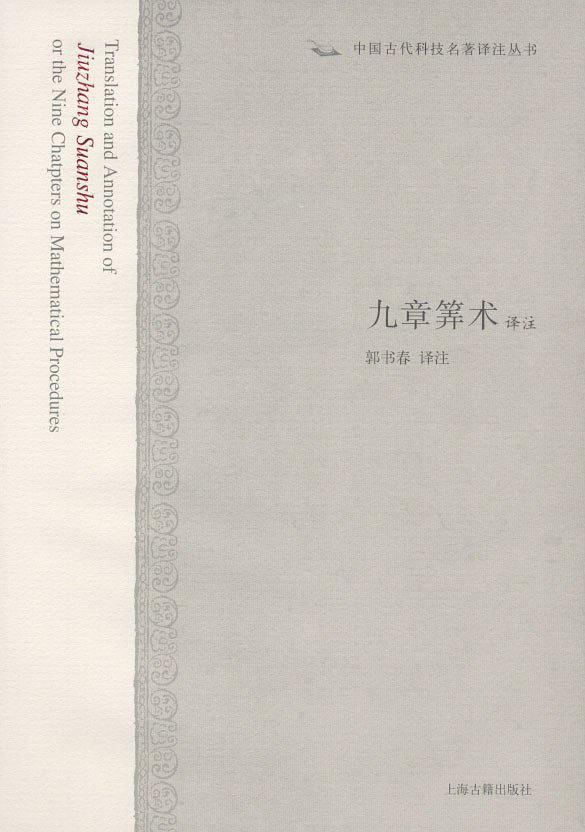 中国古代科技名著译注丛书
九章筭术 译注
郭书春 译注
上海古籍出版社
Translation and Annotation of
Jiuzhang Suanshu
or the Nine Chatpters on Mathematical Procedures